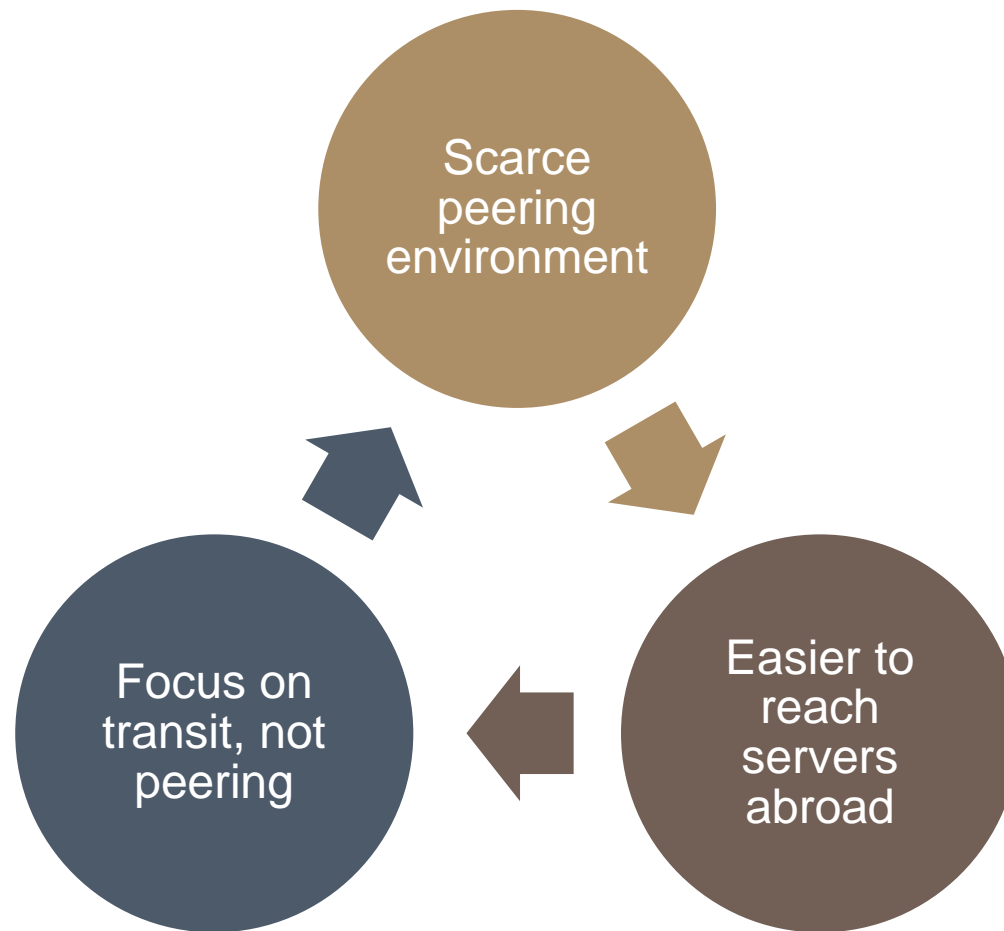 Scarce
peering
environment
Easier to
reach
servers
abroad
Focus on
transit, not
peering